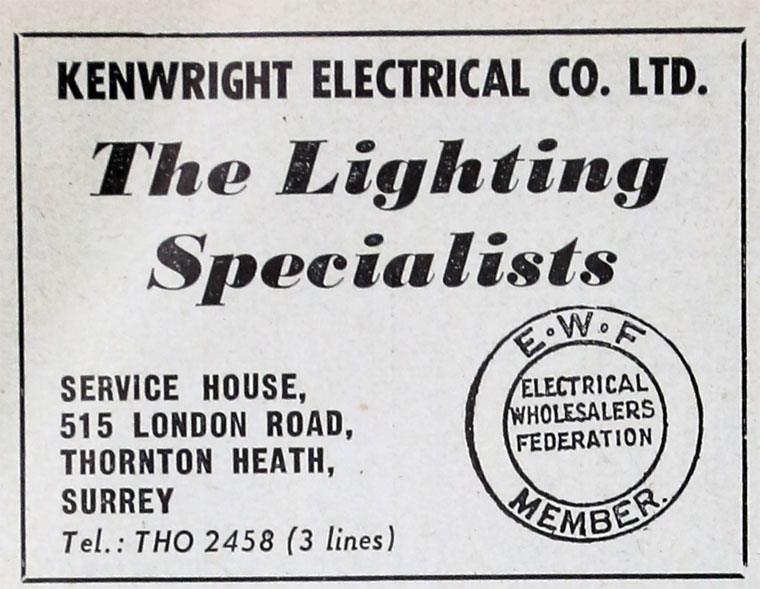 KENWRIGHT ELECTRICAL CO. LTD.
The Lighting
Specialists
SERVICE HOUSE,
515 LONDON ROAD,
THORNTON HEATH,
SURREY
Tel.: THO 2458 (3 lines)
E·W·F
ELECTRICAL
WHOLESALERS
FEDERATION
MEMBER.